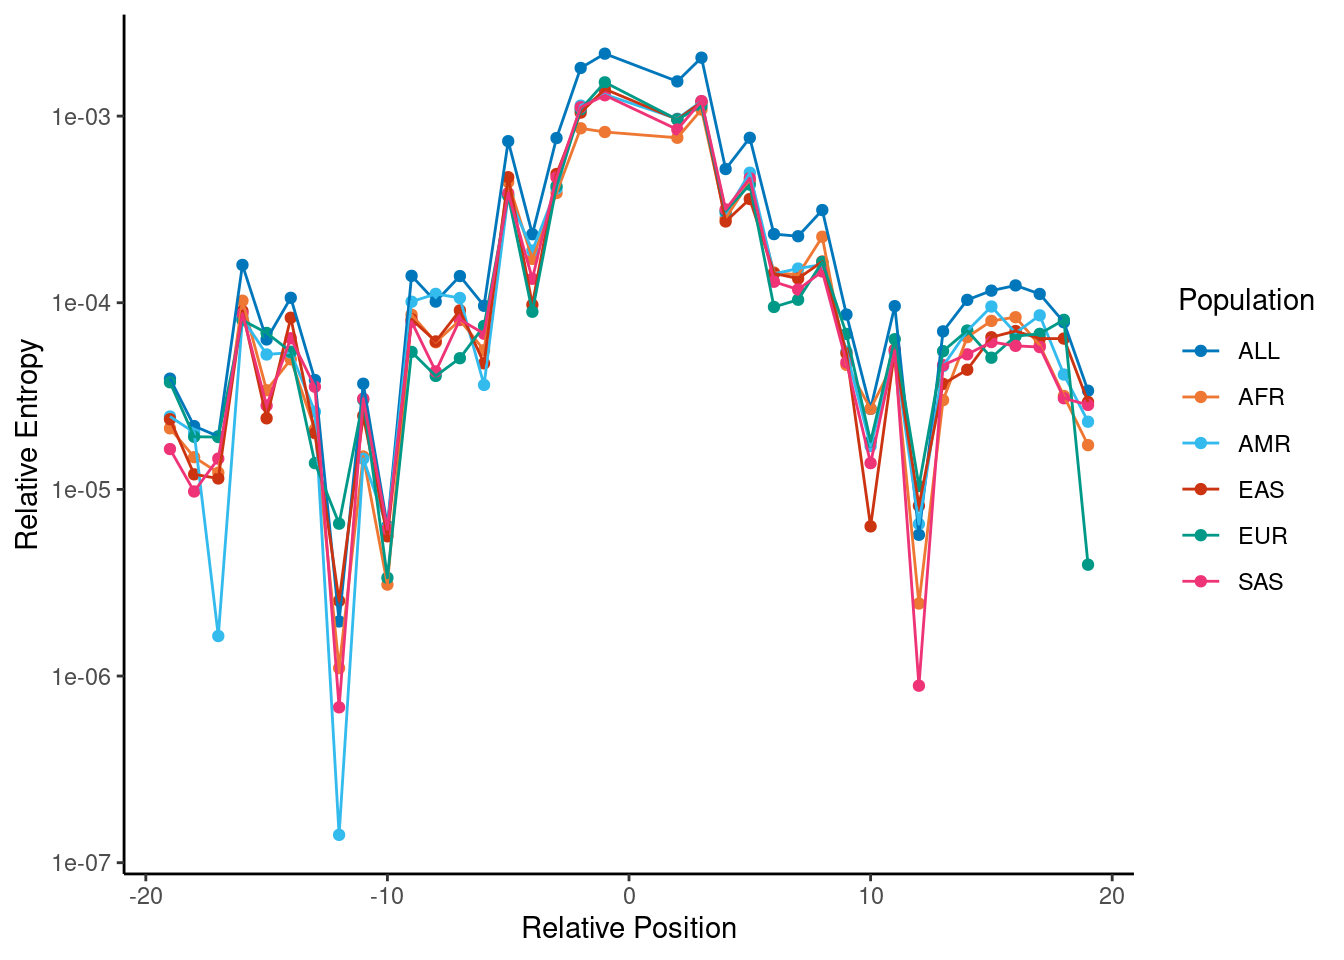 1e-03
1e-04
1e-05
1e-06
1e-07
Relative Entropy
-20
-10
0
10
20
Relative Position
Population
ALL
AFR
AMR
EAS
EUR
SAS